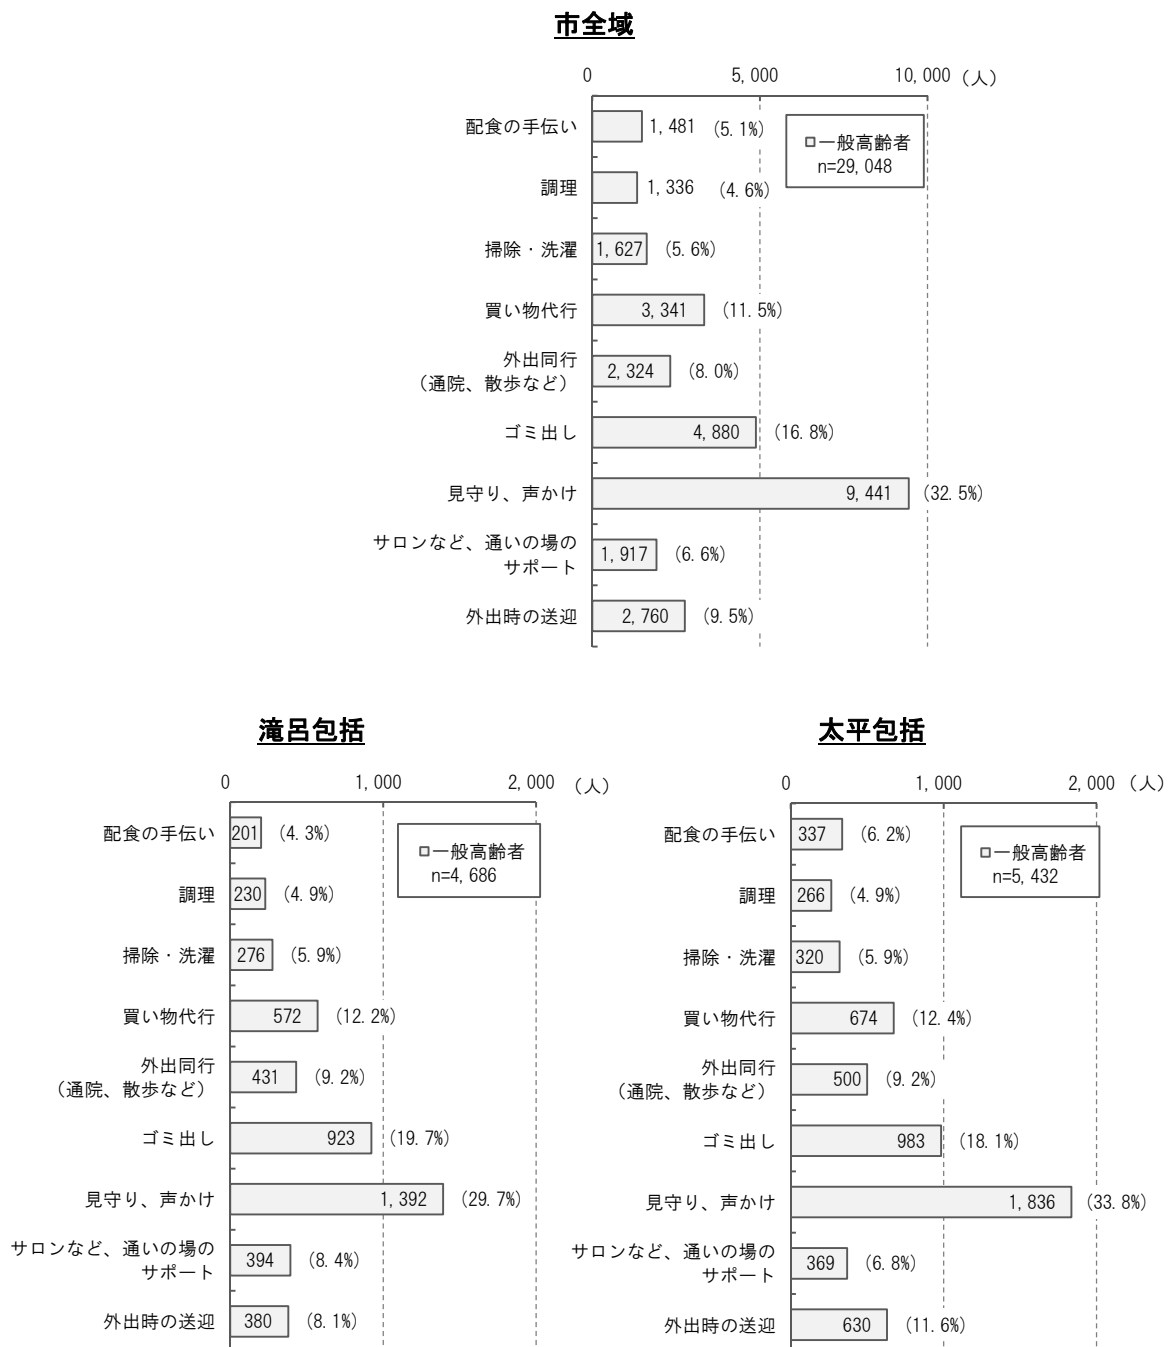 市全域
0 5,000 10,000 （人）
□一般高齢者
n=29,048
配食の手伝い 1,481 (5.1%)
調理 1,336 (4.6%)
掃除・洗濯 1,627 (5.6%)
買い物代行 3,341 (11.5%)
外出同行
（通院、散歩など） 2,324 (8.0%)
ゴミ出し 4,880 (16.8%)
見守り、声かけ 9,441 (32.5%)
サロンなど、通いの場の
サポート 1,917 (6.6%)
外出時の送迎 2,760 (9.5%)
滝呂包括
0 1,000 2,000 （人）
□一般高齢者
n=4,686
配食の手伝い 201 (4.3%)
調理 230 (4.9%)
掃除・洗濯 276 (5.9%)
買い物代行 572 (12.2%)
外出同行
（通院、散歩など） 431 (9.2%)
ゴミ出し 923 (19.7%)
見守り、声かけ 1,392 (29.7%)
サロンなど、通いの場の
サポート 394 (8.4%)
外出時の送迎 380 (8.1%)
太平包括
0 1,000 2,000 （人）
□一般高齢者
n=5,432
配食の手伝い 337 (6.2%)
調理 266 (4.9%)
掃除・洗濯 320 (5.9%)
買い物代行 674 (12.4%)
外出同行
（通院、散歩など） 500 (9.2%)
ゴミ出し 983 (18.1%)
見守り、声かけ 1,836 (33.8%)
サロンなど、通いの場の
サポート 369 (6.8%)
外出時の送迎 630 (11.6%)